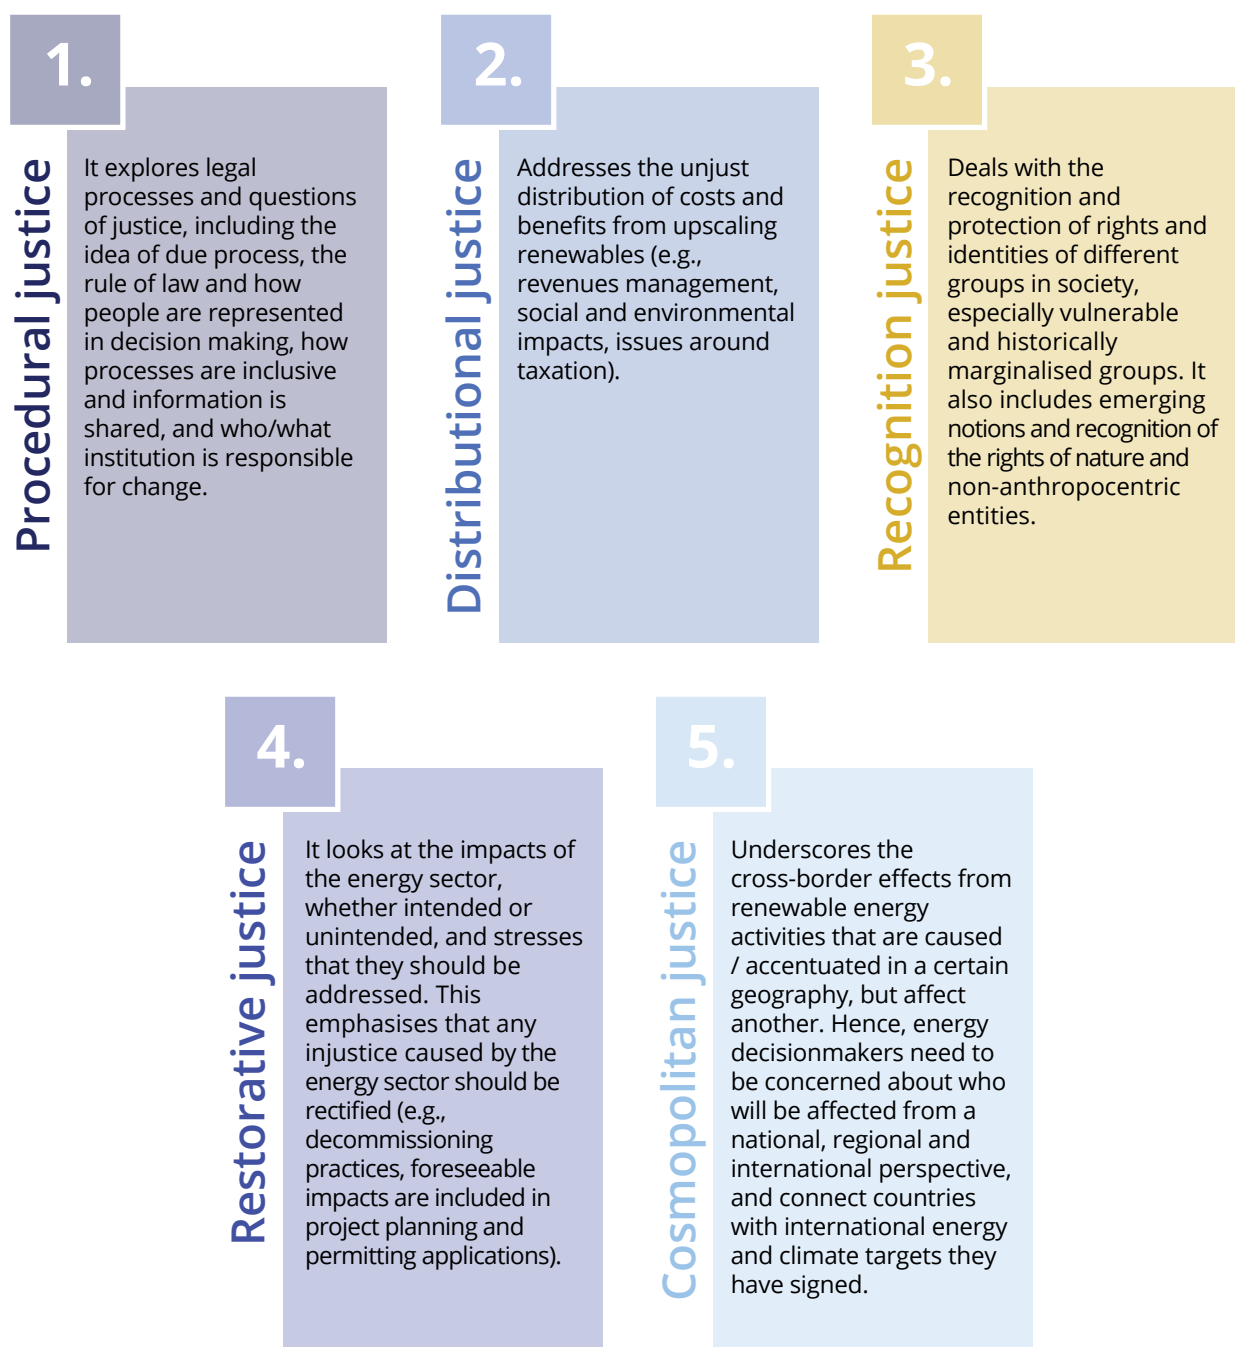 1.
Procedural justice
It explores legal
processes and questions
of justice, including the
idea of due process, the
rule of law and how
people are represented
in decision making, how
processes are inclusive
and information is
shared, and who/what
institution is responsible
for change.
2.
Distributional justice
Addresses the unjust
distribution of costs and
benefits from upscaling
renewables (e.g.,
revenues management,
social and environmental
impacts, issues around
taxation).
3.
Recognition justice
Deals with the
recognition and
protection of rights and
identities of different
groups in society,
especially vulnerable
and historically
marginalised groups. It
also includes emerging
notions and recognition of
the rights of nature and
non-anthropocentric
entities.
4.
Restorative justice
It looks at the impacts of
the energy sector,
whether intended or
unintended, and stresses
that they should be
addressed. This
emphasises that any
injustice caused by the
energy sector should be
rectified (e.g.,
decommissioning
practices, foreseeable
impacts are included in
project planning and
permitting applications).
5.
Cosmopolitan justice
Underscores the
cross-border effects from
renewable energy
activities that are caused
/ accentuated in a certain
geography, but affect
another. Hence, energy
decisionmakers need to
be concerned about who
will be affected from a
national, regional and
international perspective,
and connect countries
with international energy
and climate targets they
have signed.